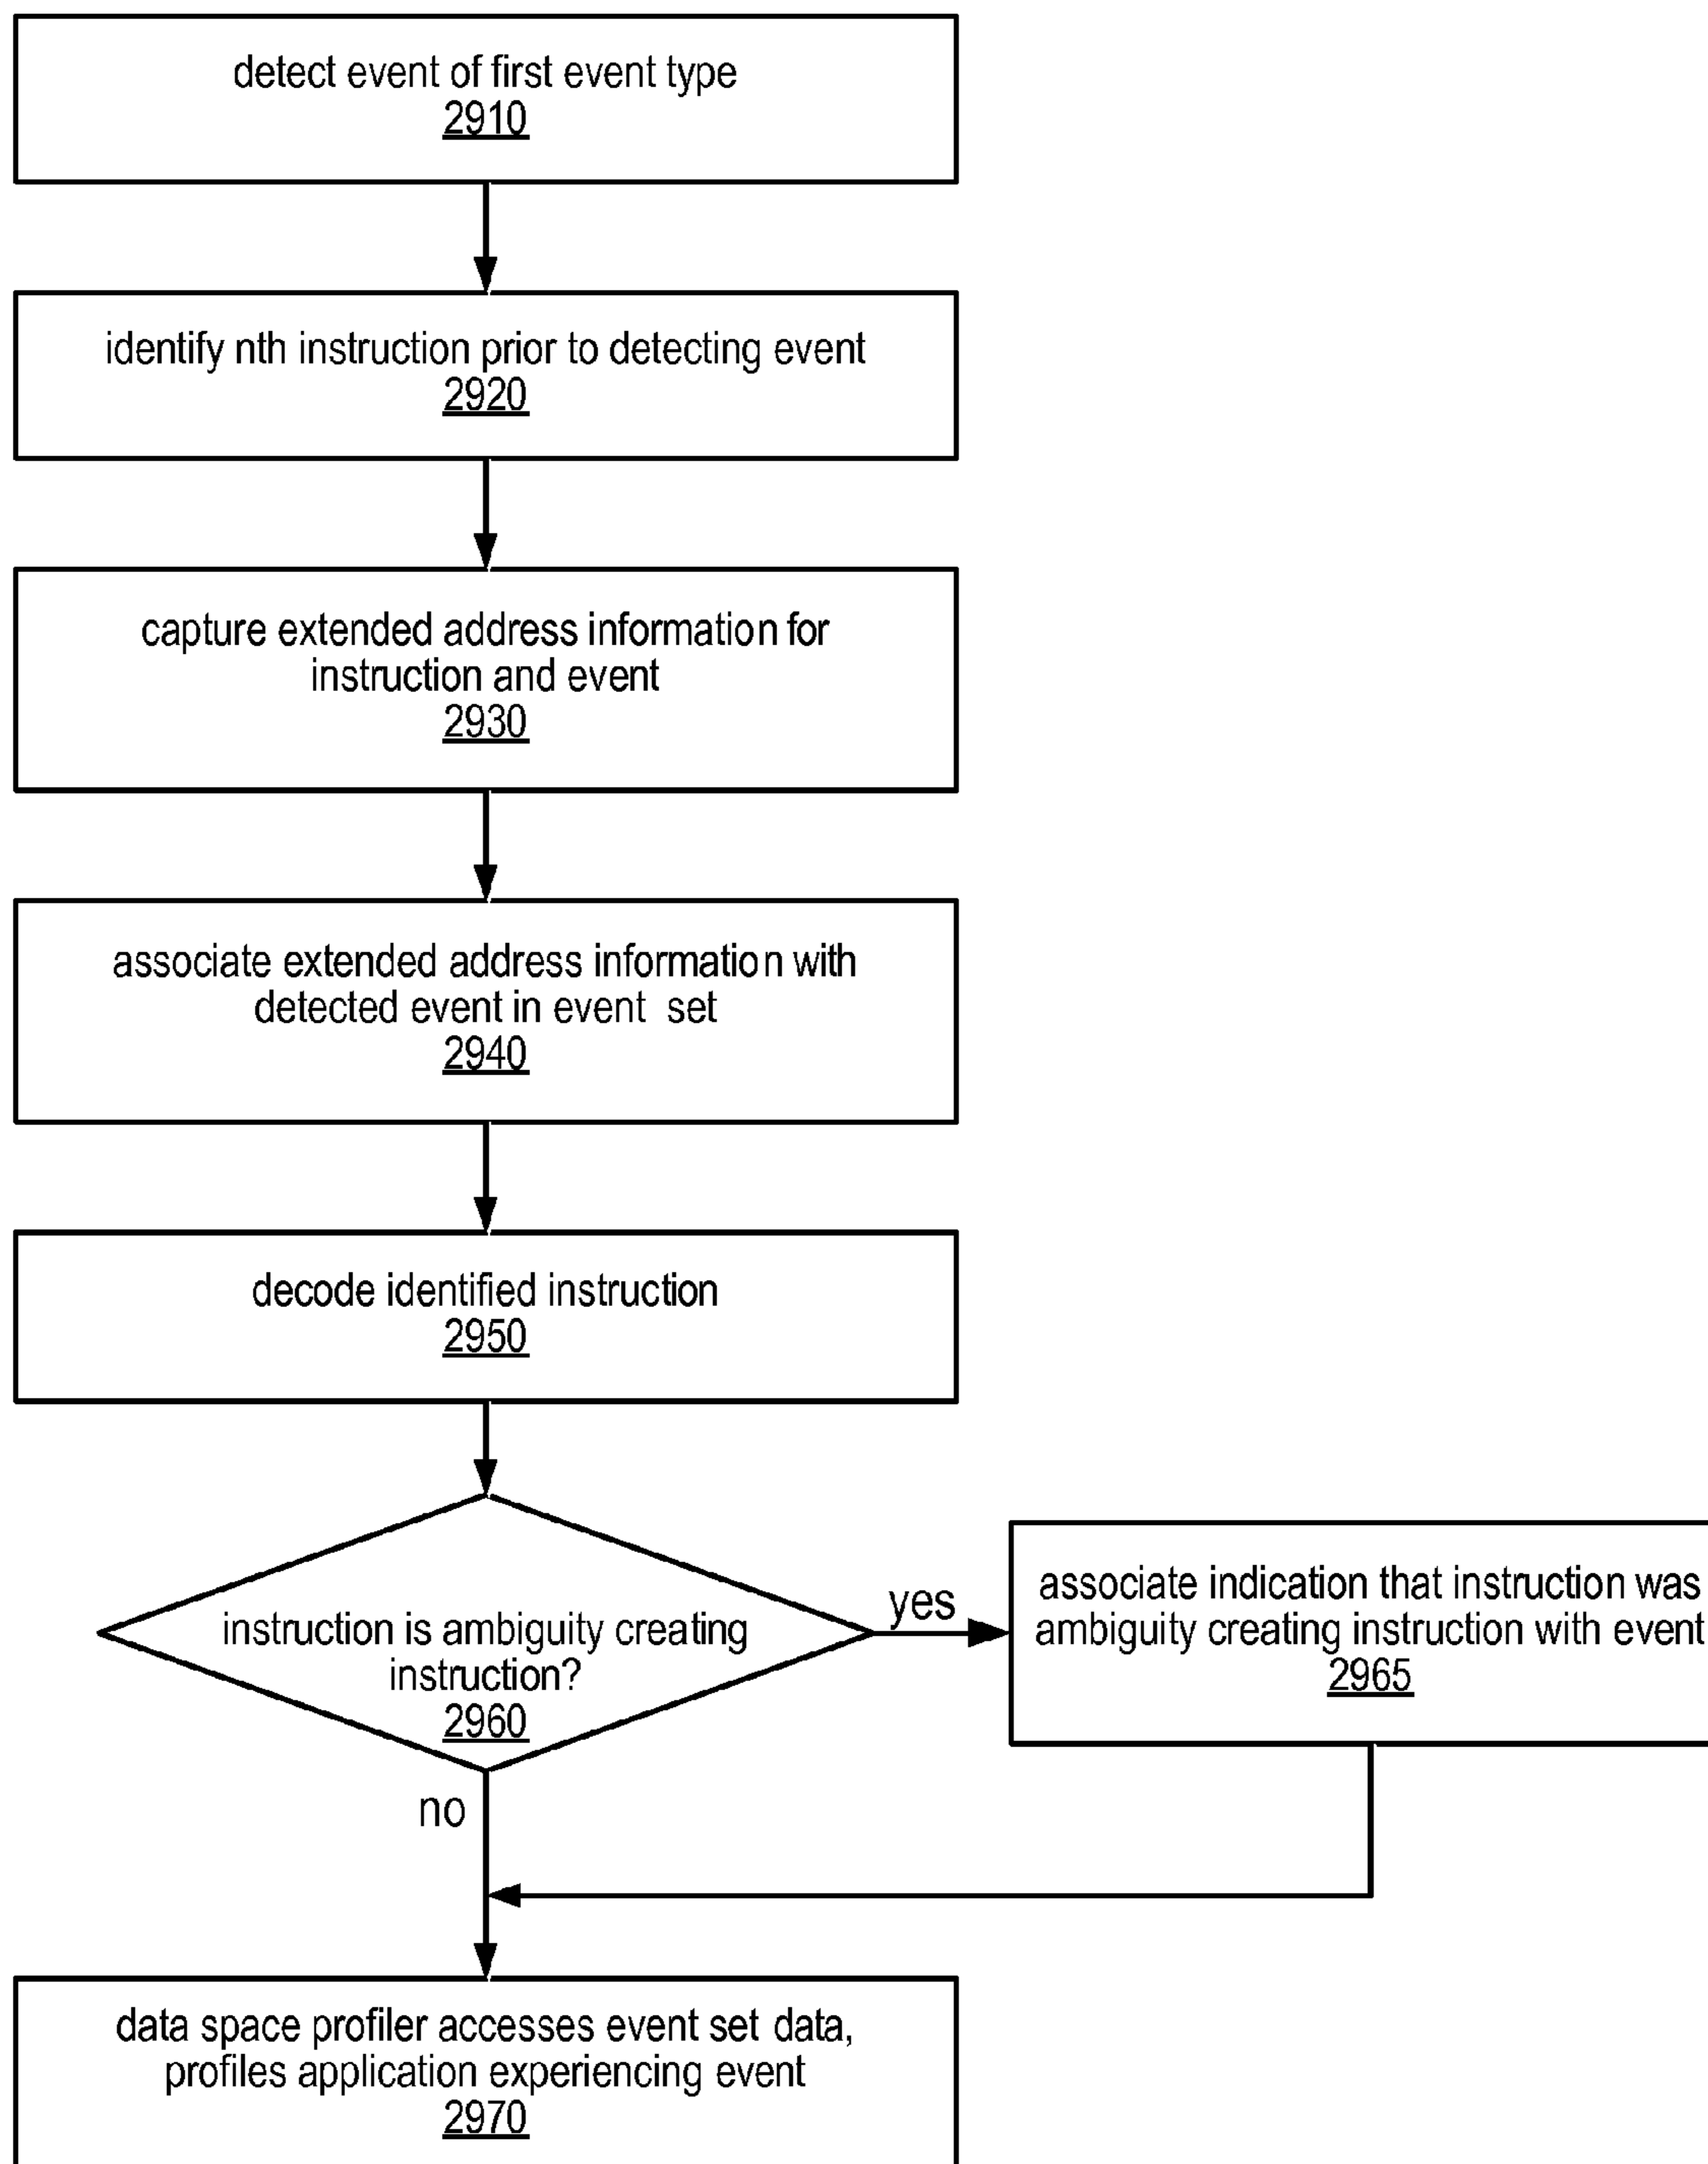 detect event of first event type
2910
identify nth instruction prior to detecting event
2920
capture extended address information for
instruction and event
2930
associate extended address information with
detected event in event set
2940
decode identified instruction
2950
instruction is ambiguity creating
instruction?
2960
yes
associate indication that instruction was
ambiguity creating instruction with event
2965
no
data space profiler accesses event set data,
profiles application experiencing event
2970